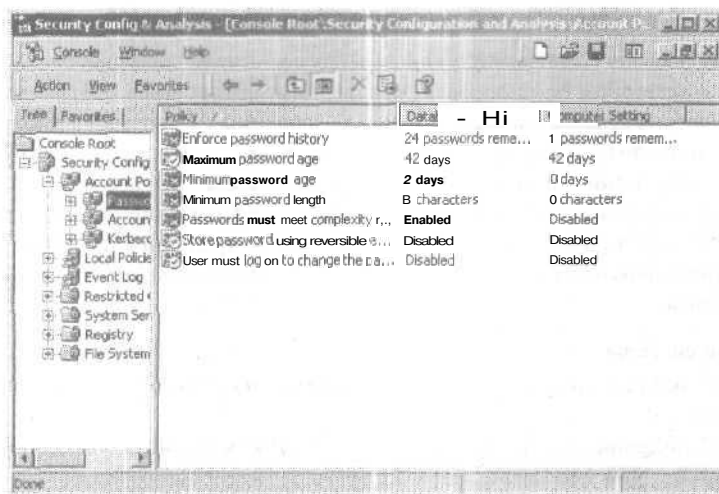 Security Config & Analysis - [Console Root\Security Configuration and Analysis\Account P...
Console Window Help
Action View Favorites
Tree Favorites Policy Datab - Hi omputer Setting
Console Root
Security Config
Account Po
Passwo
Accoun
Kerbero
Local Policie
Event Log
Restricted
System Ser
Registry
File System
Enforce password history 24 passwords reme... 1 passwords remem...
Maximum password age 42 days 42 days
Minimum password age 2 days 0 days
Minimum password length B characters 0 characters
Passwords must meet complexity r... Enabled Disabled
Store password using reversible e... Disabled Disabled
User must log on to change the pa... Disabled Disabled
Done